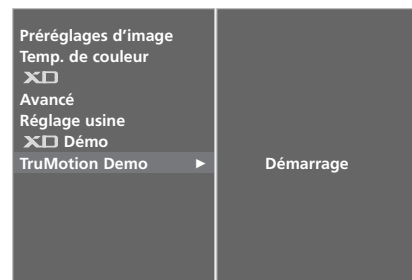 Préréglages d'image
Temp. de couleur
XD
Avancé
Réglage usine
XD Démo
TruMotion Demo ►
Démarrage